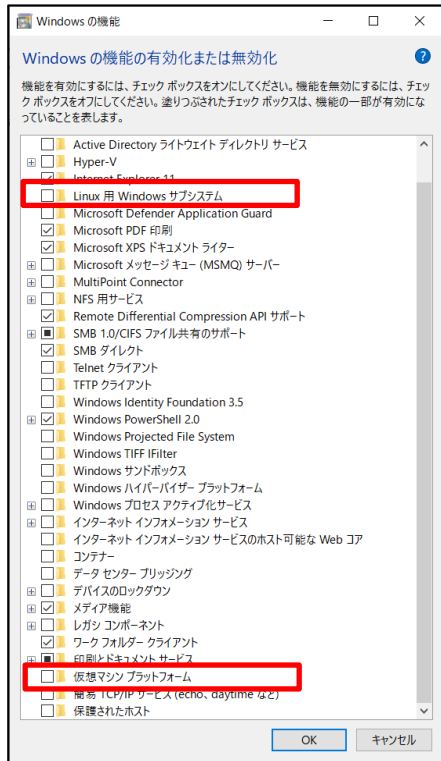 Windows の機能
Windows の機能の有効化または無効化
機能を有効にするには、チェック ボックスをオンにしてください。機能を無効にするには、チェッ
ク ボックスをオフにしてください。塗りつぶされたチェック ボックスは、機能の一部が有効にな
っていることを表します。
Active Directory ライトウェイト ディレクトリ サービス
Hyper-V
Internet Explorer 11
Linux 用 Windows サブシステム
Microsoft Defender Application Guard
Microsoft PDF 印刷
Microsoft XPS ドキュメント ライター
Microsoft メッセージ キュー (MSMQ) サーバー
MultiPoint Connector
NFS 用サービス
Remote Differential Compression API サポート
SMB 1.0/CIFS ファイル共有のサポート
SMB ダイレクト
Telnet クライアント
TFTP クライアント
Windows Identity Foundation 3.5
Windows PowerShell 2.0
Windows Projected File System
Windows TIFF IFilter
Windows サンドボックス
Windows ハイパーバイザー プラットフォーム
Windows プロセス アクティブ化サービス
インターネット インフォメーション サービス
インターネット インフォメーション サービスのホスト可能な Web コア
コンテナー
データ センター ブリッジング
デバイスのロックダウン
メディア機能
レガシ コンポーネント
ワーク フォルダー クライアント
印刷とドキュメント サービス
仮想マシン プラットフォーム
簡易 TCP/IP サービス (echo、daytime など)
保護されたホスト
OK
キャンセル